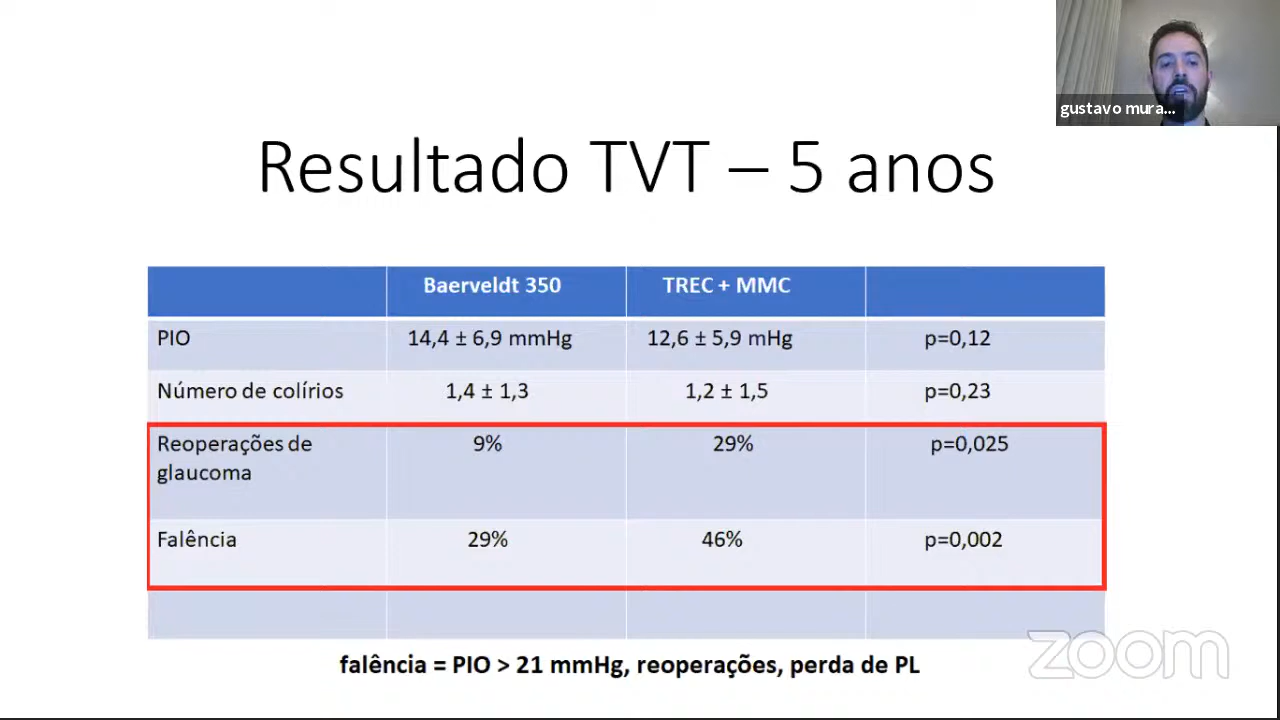 gustavo mura...
Resultado TVT – 5 anos
Baerveldt 350 TREC + MMC
PIO 14,4 ± 6,9 mmHg 12,6 ± 5,9 mHg p=0,12
Número de colírios 1,4 ± 1,3 1,2 ± 1,5 p=0,23
Reoperações de 9% 29% p=0,025
glaucoma
Falência 29% 46% p=0,002
falência = PIO > 21 mmHg, reoperações, perda de PL
zoom